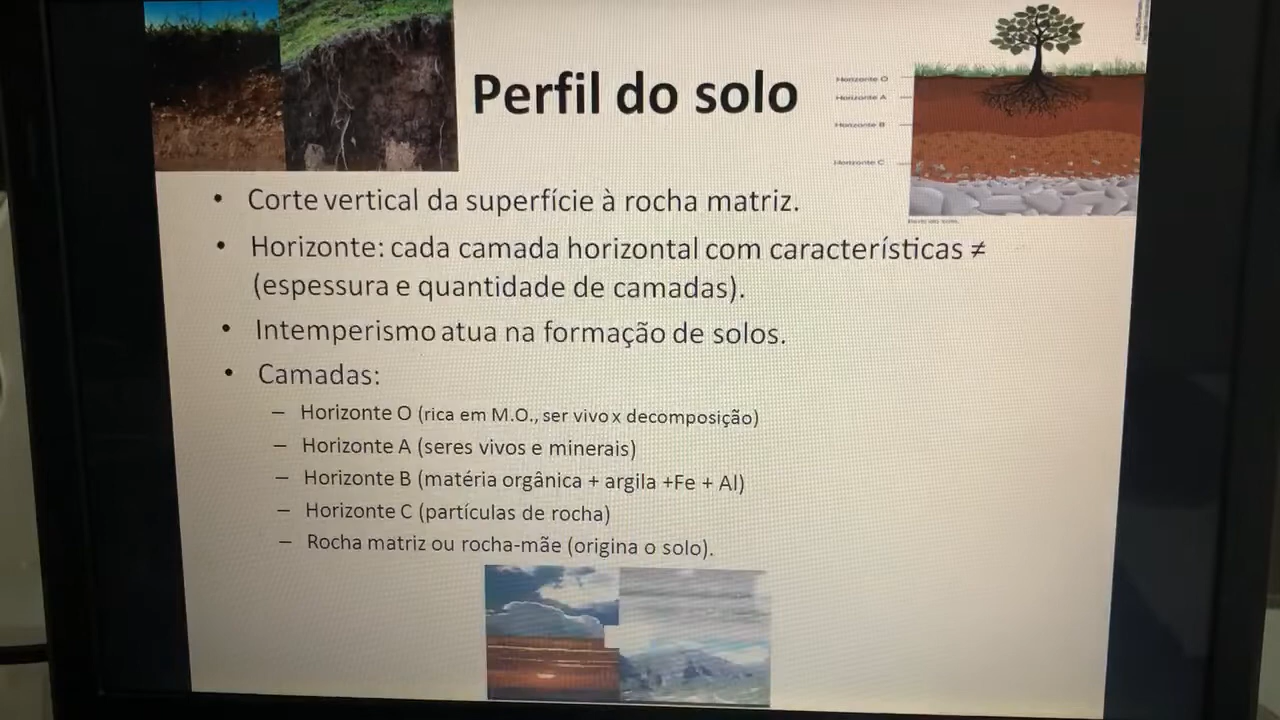 Perfil do solo
Horizonte O
Horizonte A
Horizonte B
Horizonte C
• Corte vertical da superfície à rocha matriz.
• Horizonte: cada camada horizontal com características ≠
(espessura e quantidade de camadas).
• Intemperismo atua na formação de solos.
• Camadas:
– Horizonte O (rica em M.O., ser vivo x decomposição)
– Horizonte A (seres vivos e minerais)
– Horizonte B (matéria orgânica + argila +Fe + Al)
– Horizonte C (partículas de rocha)
– Rocha matriz ou rocha-mãe (origina o solo).